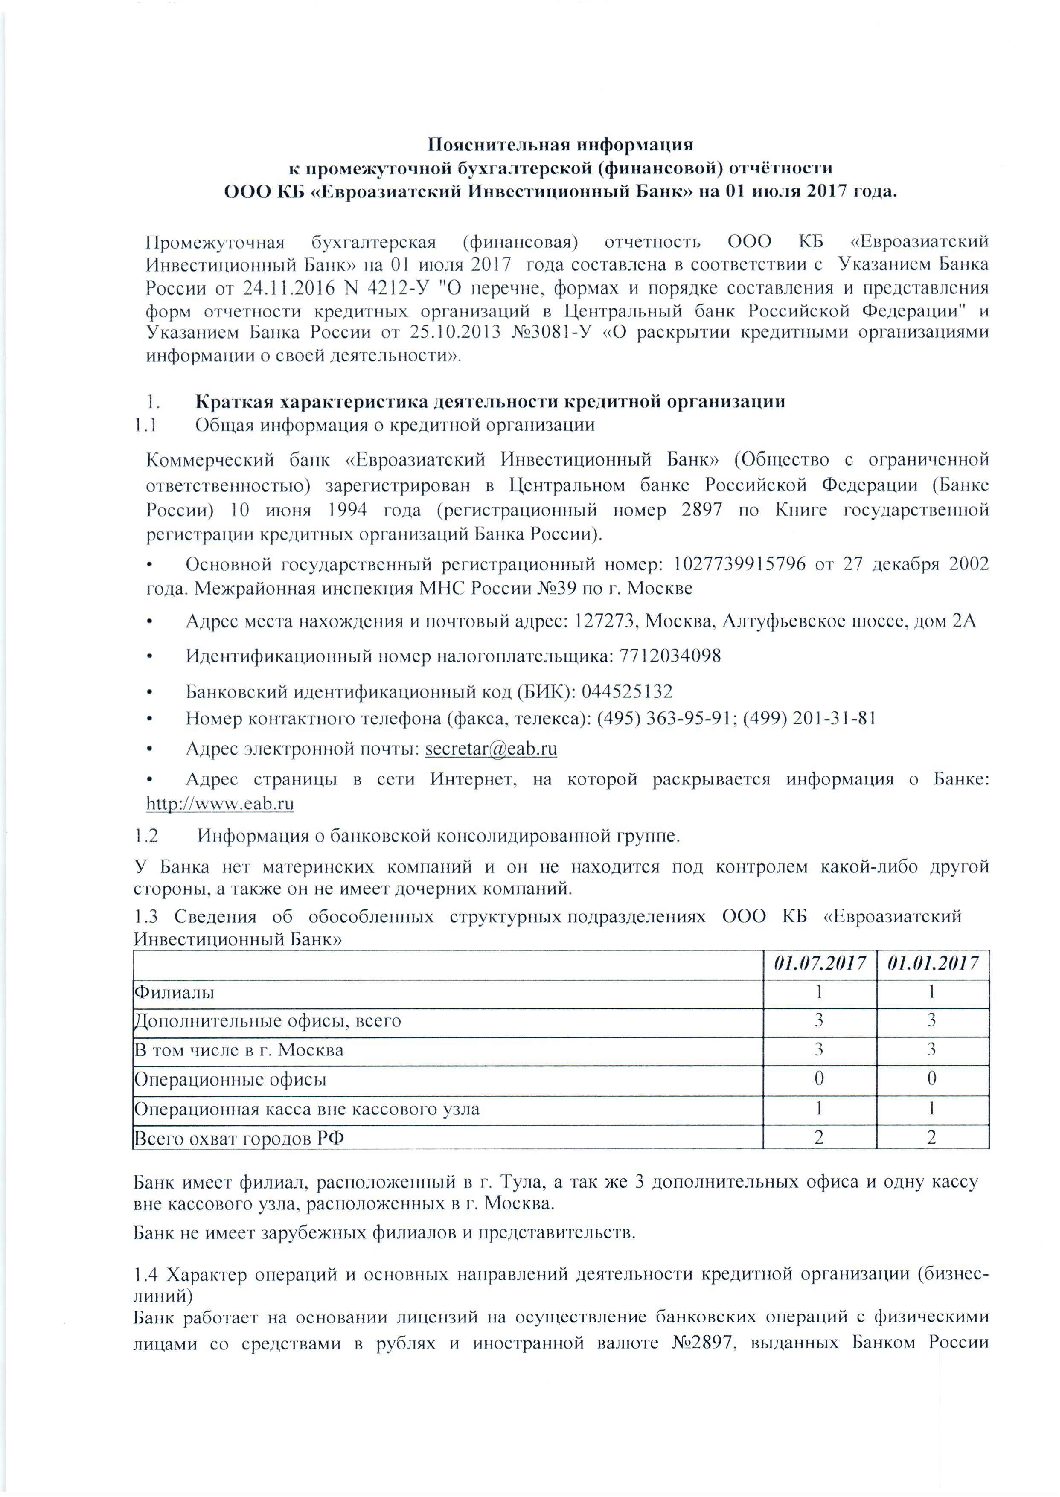 Пояснительная информация
к промежуточной бухгалтерской (финансовой) отчётности
ООО КБ «Евроазиатский Инвестиционный Банк» на 01 июля 2017 года.
Промежуточная бухгалтерская (финансовая) отчетность ООО КБ «Евроазиатский
Инвестиционный Банк» на 01 июля 2017 года составлена в соответствии с Указанием Банка
России от 24.11.2016 N 4212-У "О перечне, формах и порядке составления и представления
форм отчетности кредитных организаций в Центральный банк Российской Федерации" и
Указанием Банка России от 25.10.2013 №3081-У «О раскрытии кредитными организациями
информации о своей деятельности».
1. Краткая характеристика деятельности кредитной организации
1.1 Общая информация о кредитной организации
Коммерческий банк «Евроазиатский Инвестиционный Банк» (Общество с ограниченной
ответственностью) зарегистрирован в Центральном банке Российской Федерации (Банке
России) 10 июня 1994 года (регистрационный номер 2897 по Книге государственной
регистрации кредитных организаций Банка России).
• Основной государственный регистрационный номер: 1027739915796 от 27 декабря 2002
года. Межрайонная инспекция МНС России №39 по г. Москве
• Адрес места нахождения и почтовый адрес: 127273, Москва, Алтуфьевское шоссе, дом 2А
• Идентификационный номер налогоплательщика: 7712034098
• Банковский идентификационный код (БИК): 044525132
• Номер контактного телефона (факса, телекса): (495) 363-95-91; (499) 201-31-81
• Адрес электронной почты: secretar@eab.ru
• Адрес страницы в сети Интернет, на которой раскрывается информация о Банке:
http://www.eab.ru
1.2 Информация о банковской консолидированной группе.
У Банка нет материнских компаний и он не находится под контролем какой-либо другой
стороны, а также он не имеет дочерних компаний.
1.3 Сведения об обособленных структурных подразделениях ООО КБ «Евроазиатский
Инвестиционный Банк»
01.07.2017 01.01.2017
Филиалы 1 1
Дополнительные офисы, всего 3 3
В том числе в г. Москва 3 3
Операционные офисы 0 0
Операционная касса вне кассового узла 1 1
Всего охват городов РФ 2 2
Банк имеет филиал, расположенный в г. Тула, а так же 3 дополнительных офиса и одну кассу
вне кассового узла, расположенных в г. Москва.
Банк не имеет зарубежных филиалов и представительств.
1.4 Характер операций и основных направлений деятельности кредитной организации (бизнес-
линий)
Банк работает на основании лицензий на осуществление банковских операций с физическими
лицами со средствами в рублях и иностранной валюте №2897, выданных Банком России